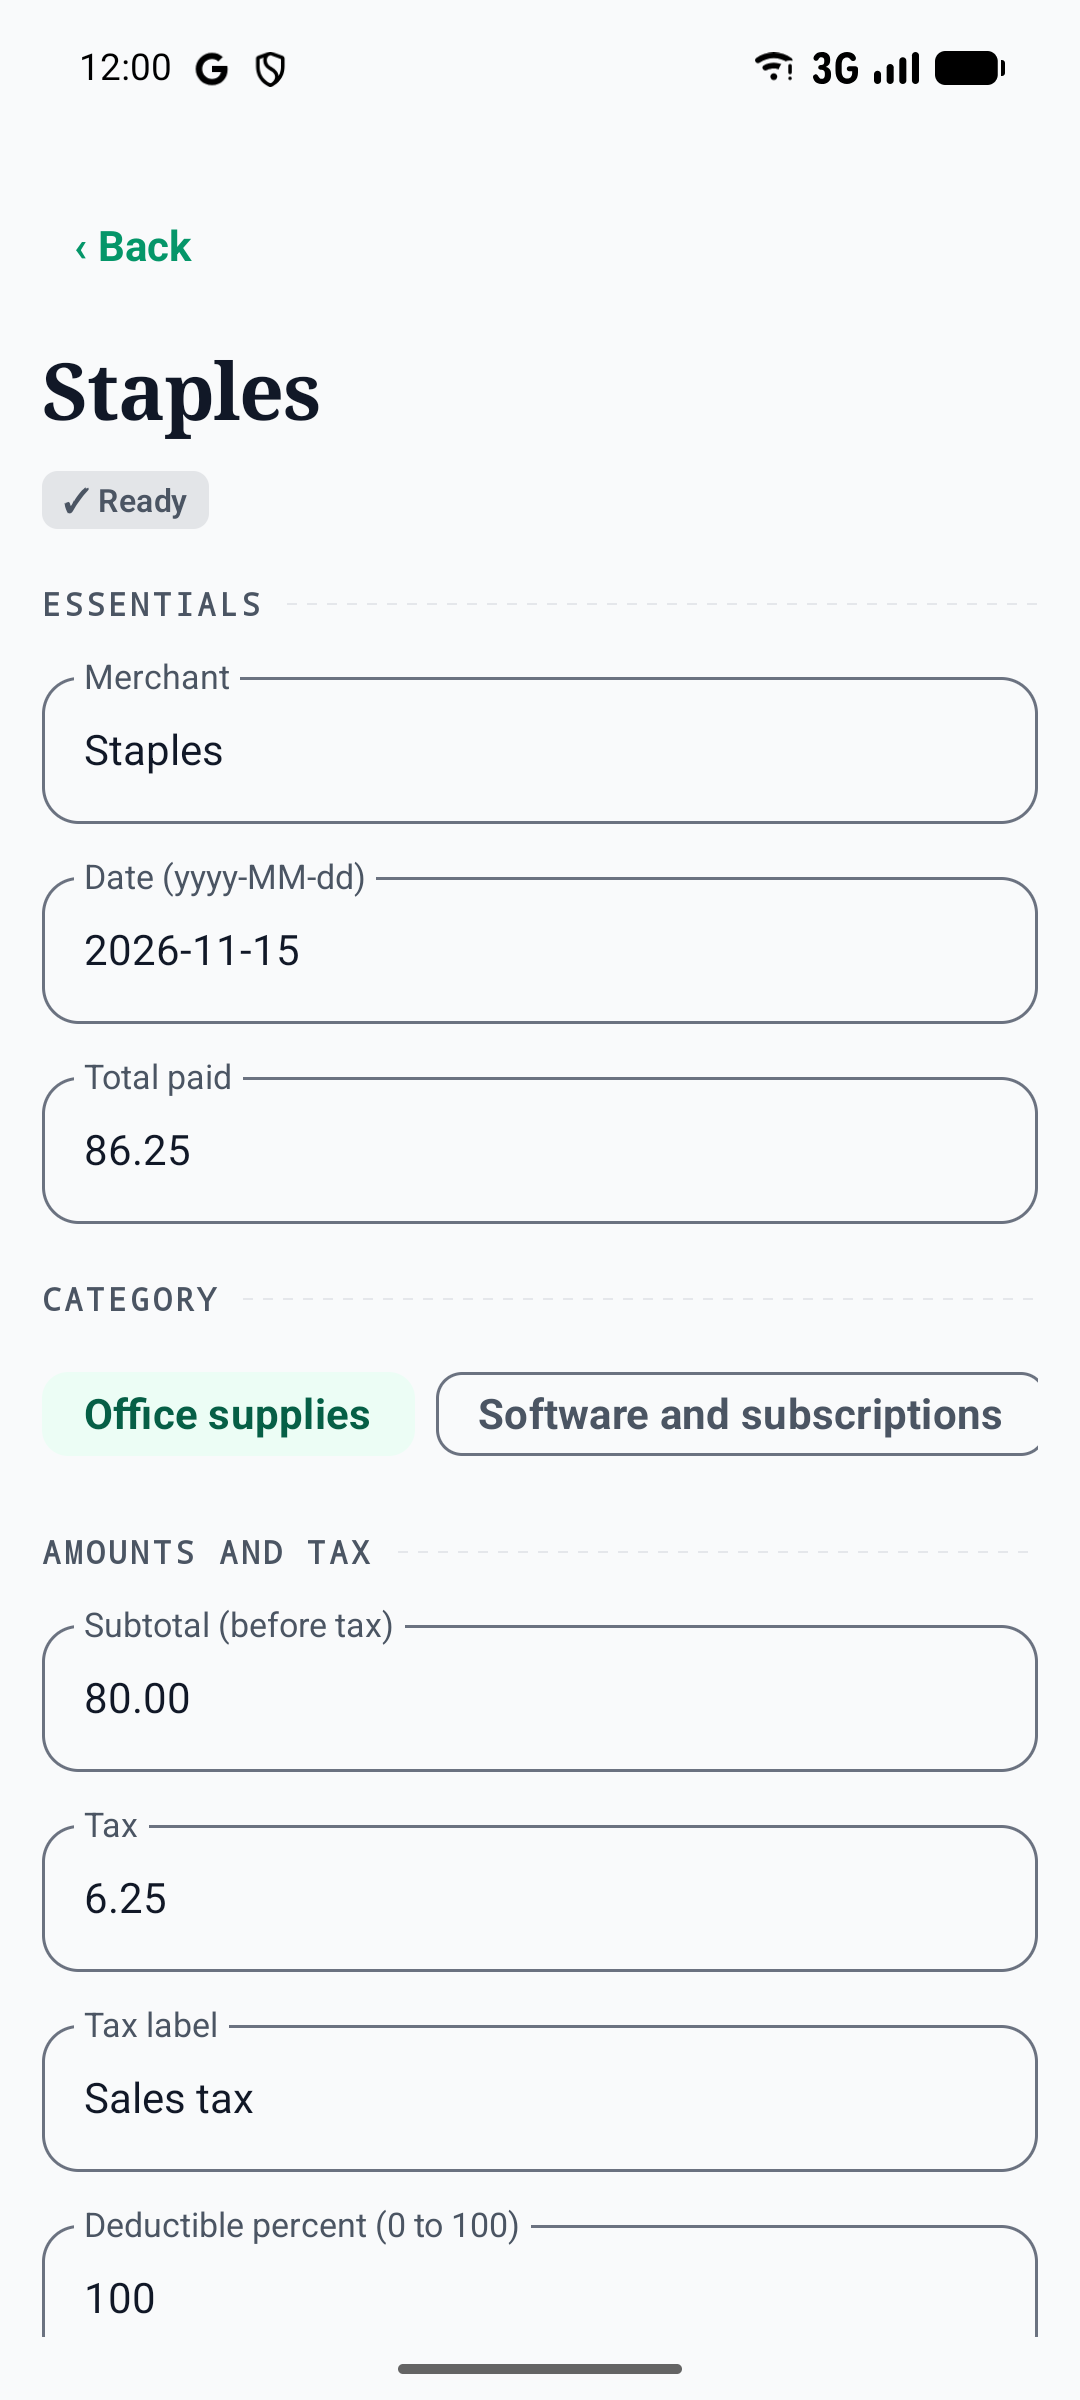 12:00
3G
‹ Back
Staples
✓ Ready
ESSENTIALS
Merchant
Staples
Date (yyyy-MM-dd)
2026-11-15
Total paid
86.25
CATEGORY
Office supplies
Software and subscriptions
AMOUNTS AND TAX
Subtotal (before tax)
80.00
Tax
6.25
Tax label
Sales tax
Deductible percent (0 to 100)
100